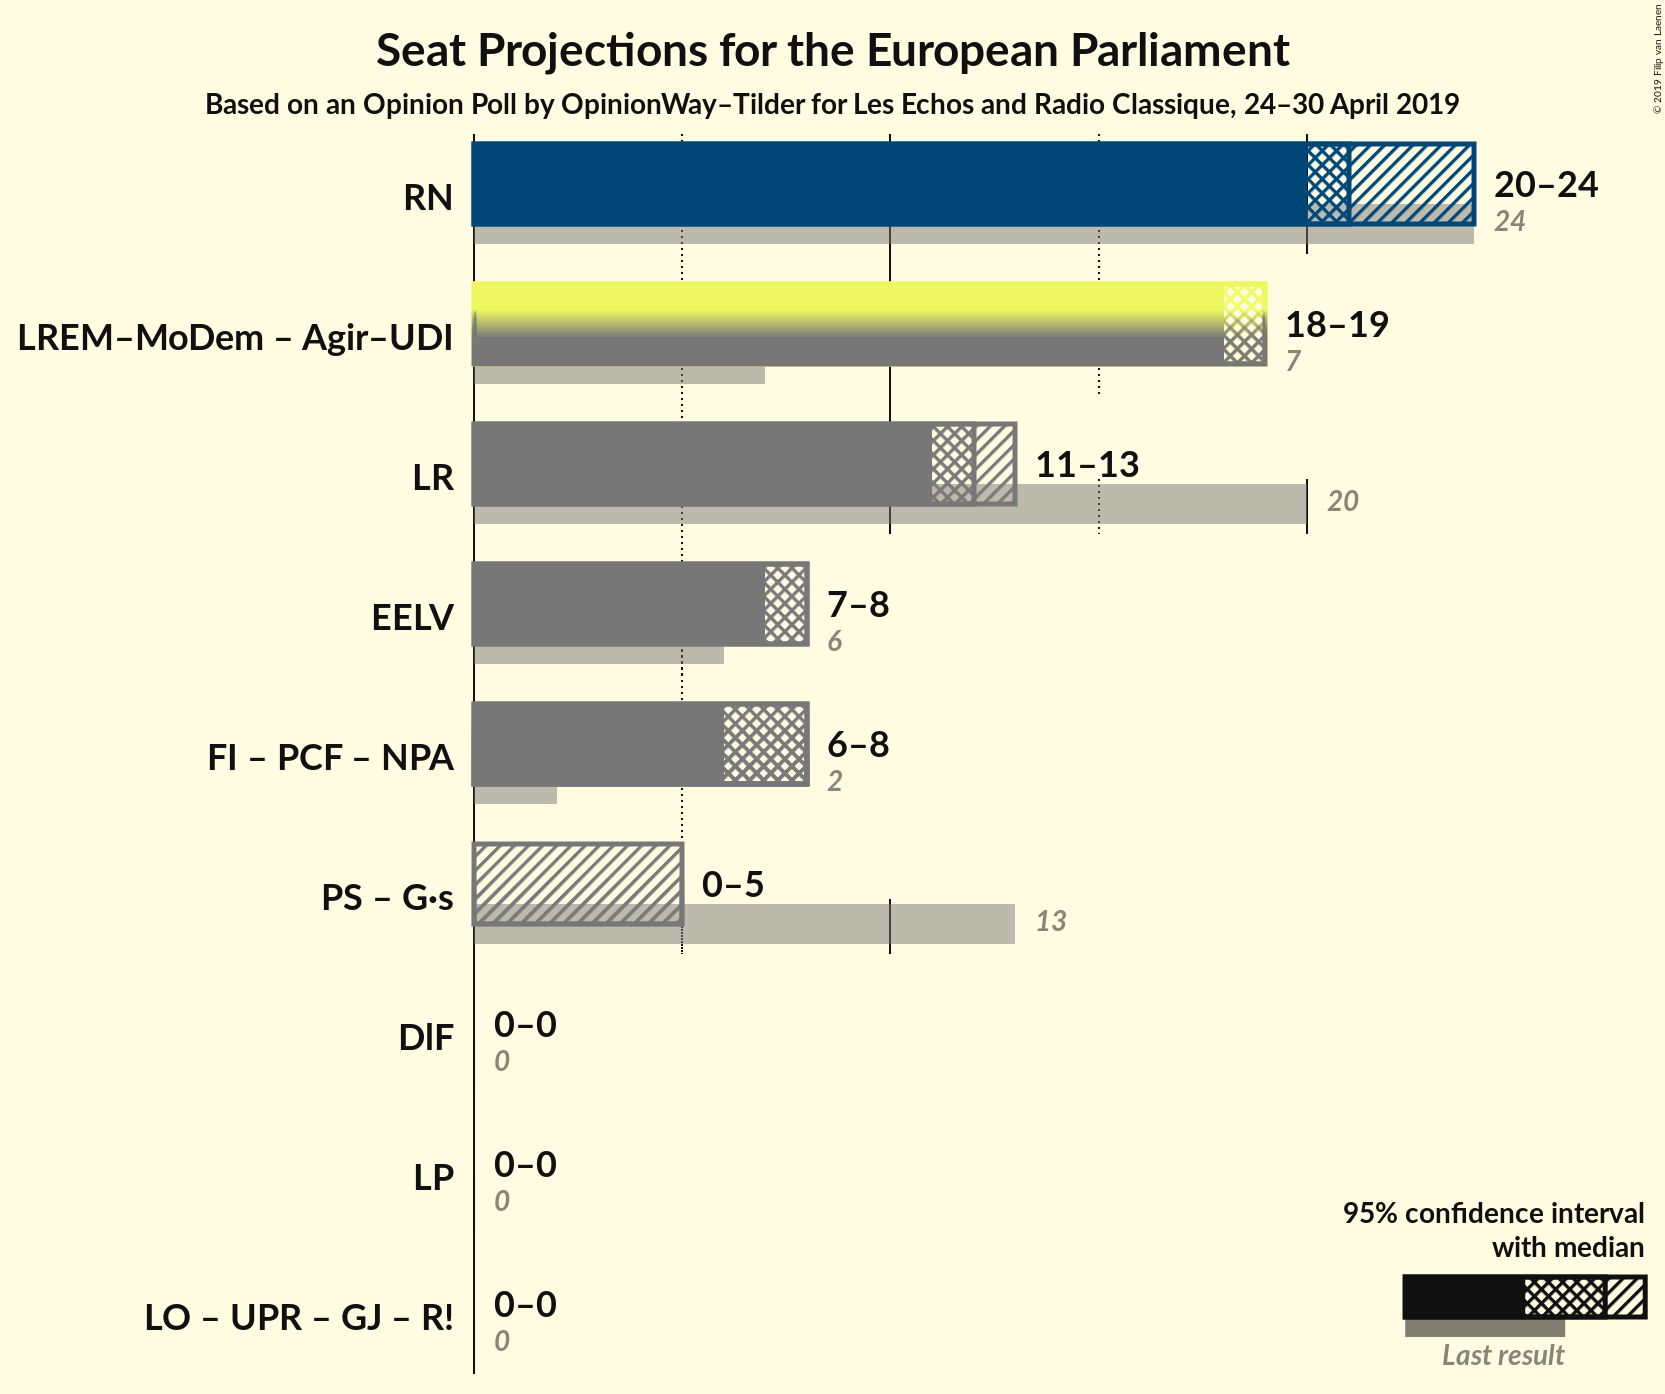 Seat Projections for the European Parliament
Based on an Opinion Poll by OpinionWay–Tilder for Les Echos and Radio Classique, 24–30 April 2019
© 2019 Filip van Laenen
RN
20–24
24
LREM–MoDem – Agir–UDI
18–19
7
LR
11–13
20
EELV
7–8
6
FI – PCF – NPA
6–8
2
PS – G·s
0–5
13
DlF
0–0
0
LP
0–0
0
LO – UPR – GJ – R!
0–0
0
95% confidence interval
with median
Last result